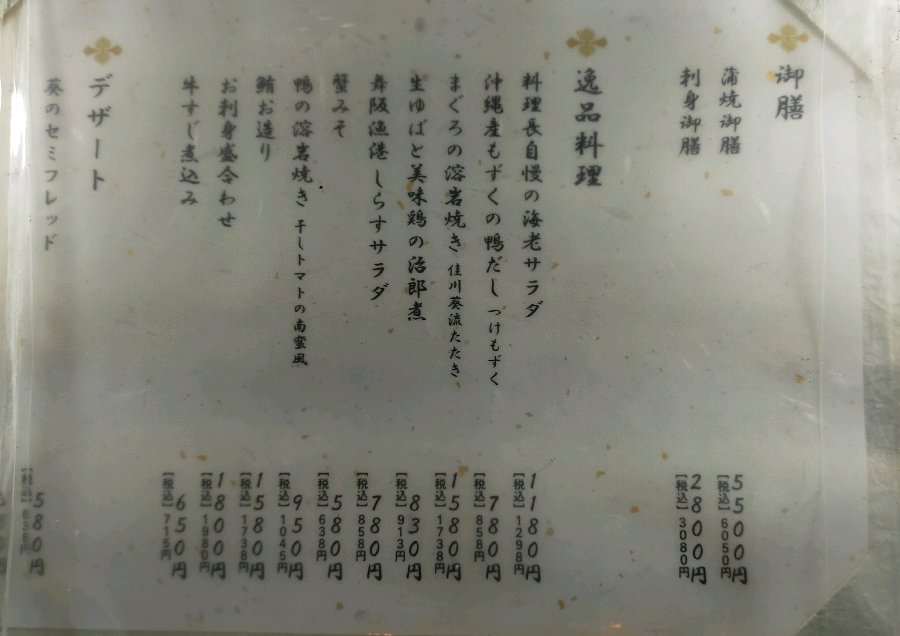 御膳
蒲焼御膳 5500円
【税込】6050円
刺身御膳 2800円
【税込】3080円
逸品料理
料理長自慢の海老サラダ 1180円
【税込】1298円
沖縄産もずくの鴨だし つけもずく 780円
【税込】858円
まぐろの溶岩焼き 佳川葵流たたき 1580円
【税込】1738円
生ゆばと美味鶏の治郎煮 830円
【税込】913円
舞阪漁港 しらすサラダ 780円
【税込】858円
蟹みそ 580円
【税込】638円
鴨の溶岩焼き 干しトマトの南蛮風 950円
【税込】1045円
鮪お造り 1580円
【税込】1738円
お刺身盛合わせ 1800円
【税込】1980円
牛すじ煮込み 650円
【税込】715円
デザート
葵のセミフレッド 580円
【税込】638円